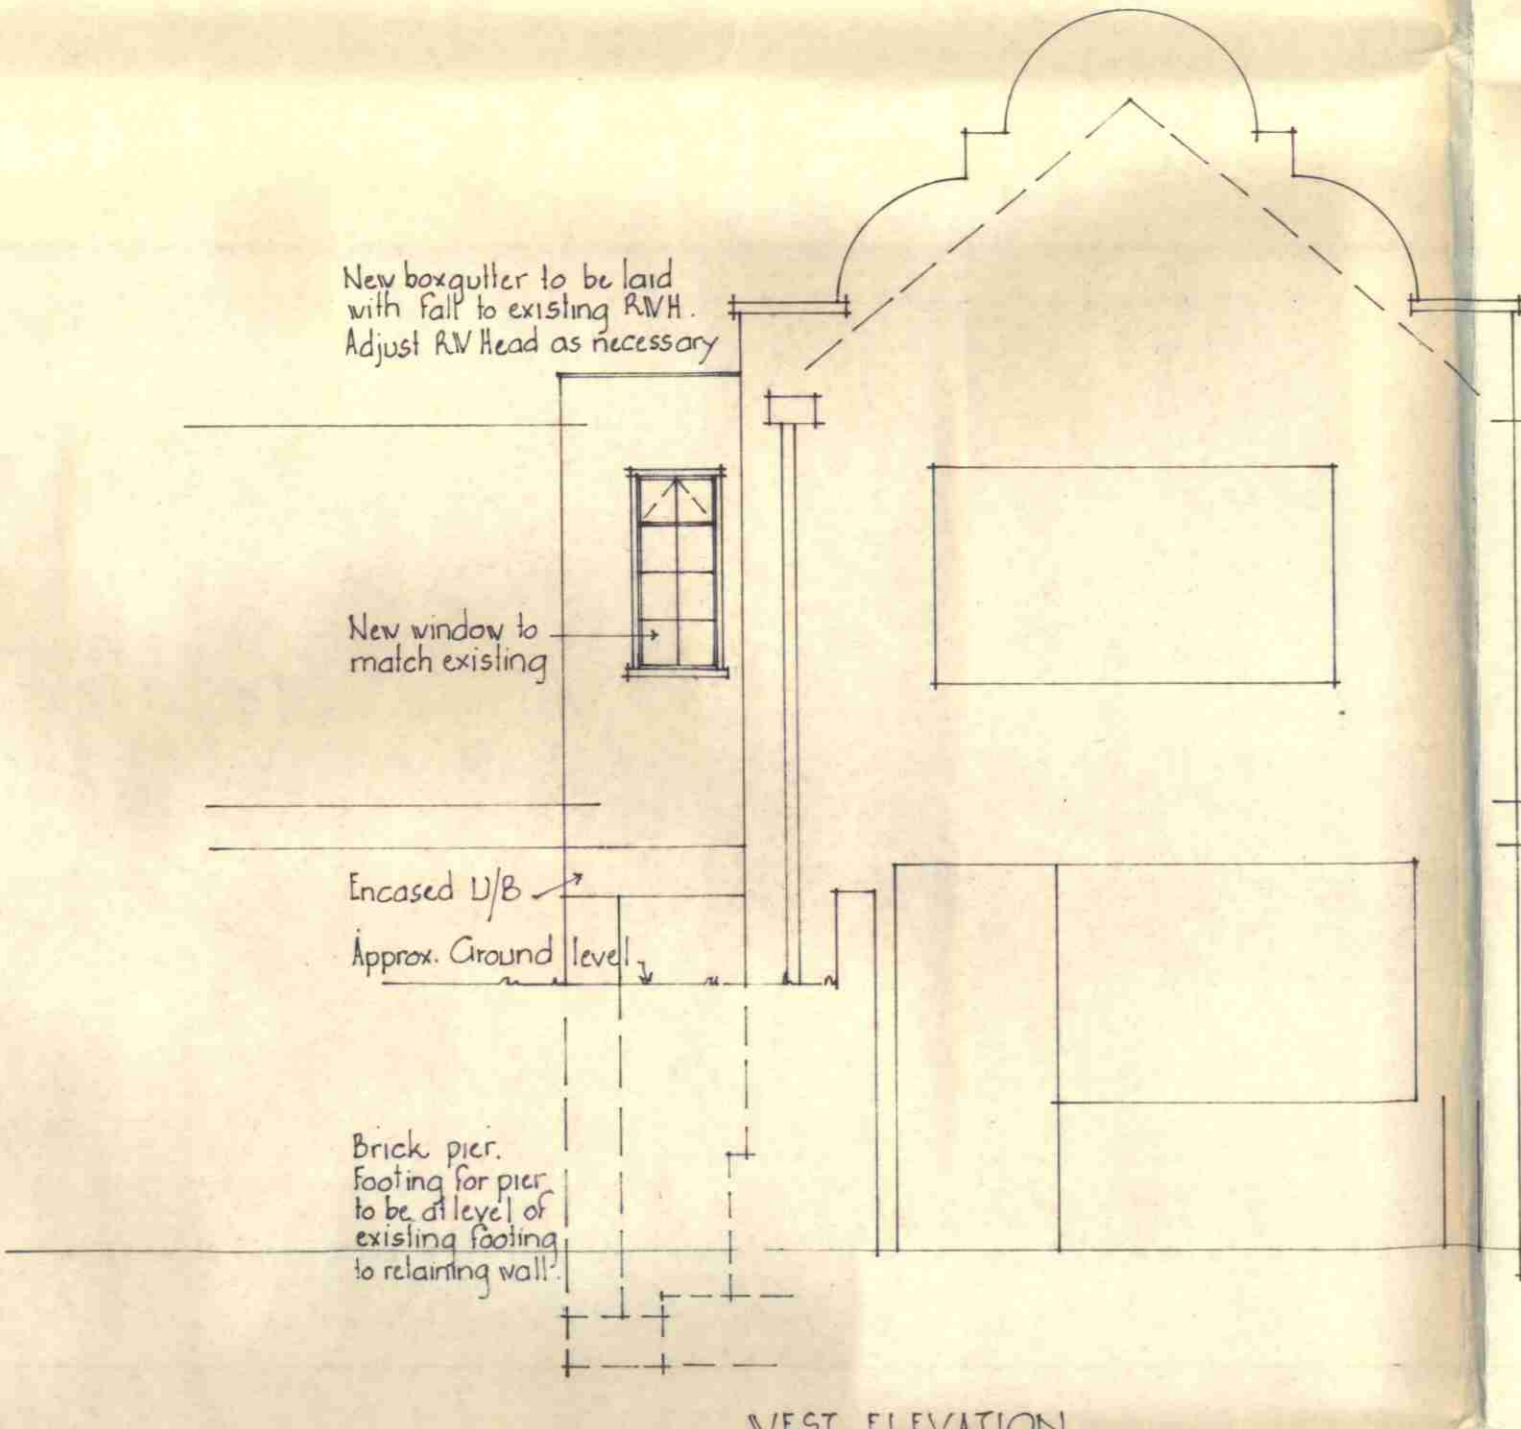 New boxgutter to be laid
with fall to existing RWH.
Adjust RW Head as necessary
New window to
match existing
Encased U/B
Approx. Ground level
Brick pier.
Footing for pier
to be at level of
existing footing
to retaining wall.
WEST ELEVATION